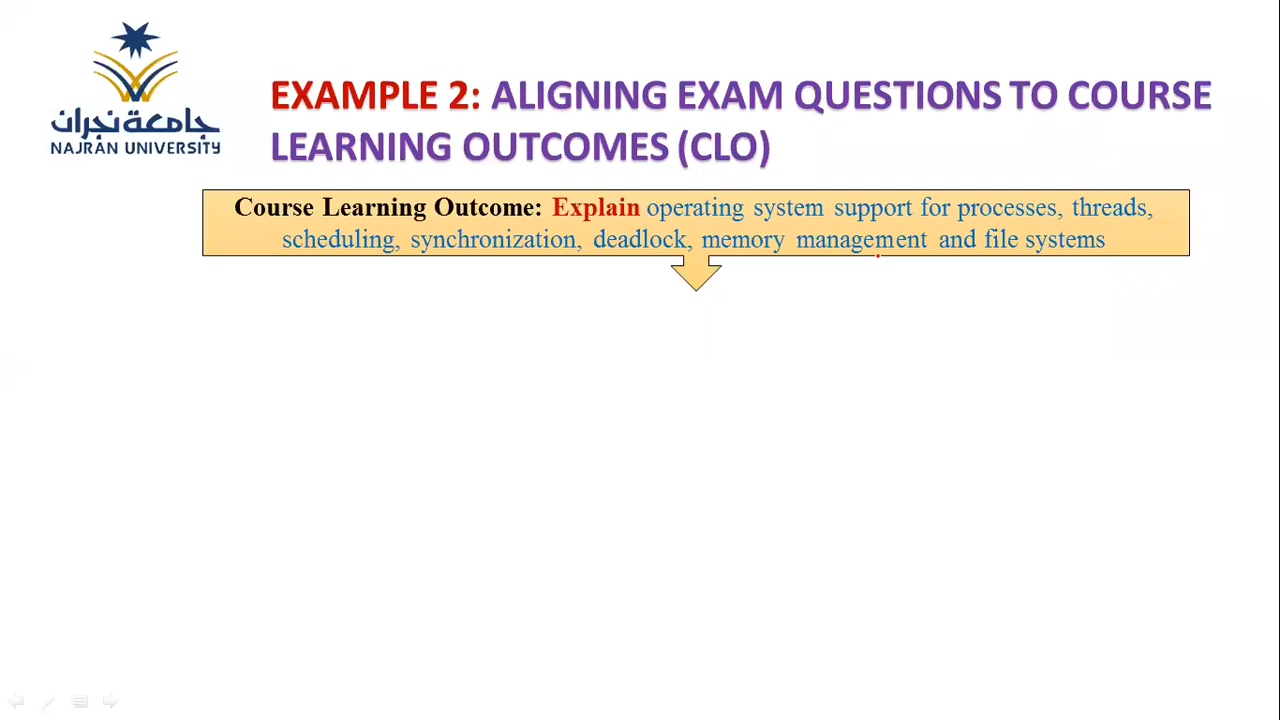 جامعة نجران
NAJRAN UNIVERSITY
EXAMPLE 2: ALIGNING EXAM QUESTIONS TO COURSE
LEARNING OUTCOMES (CLO)
Course Learning Outcome: Explain operating system support for processes, threads,
scheduling, synchronization, deadlock, memory management and file systems